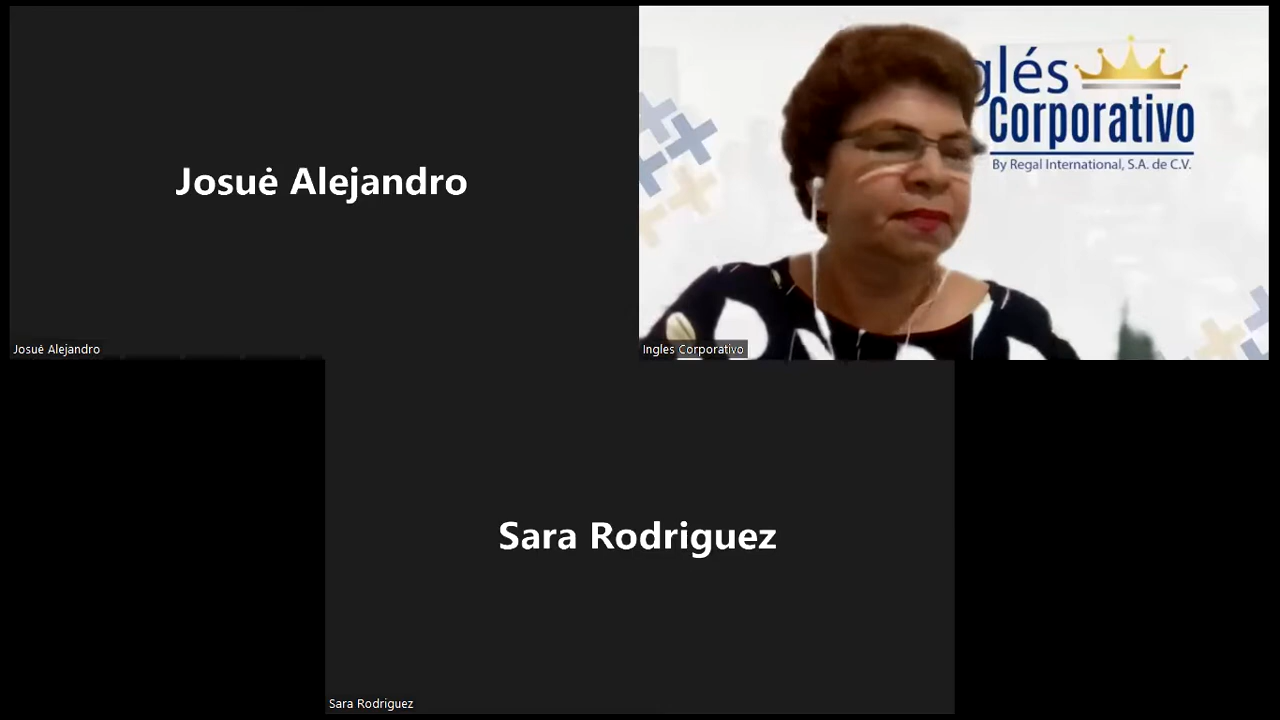 Josuė Alejandro
Josuė Alejandro
glés
Corporativo
By Regal International, S.A. de C.V.
Ingles Corporativo
Sara Rodriguez
Sara Rodriguez